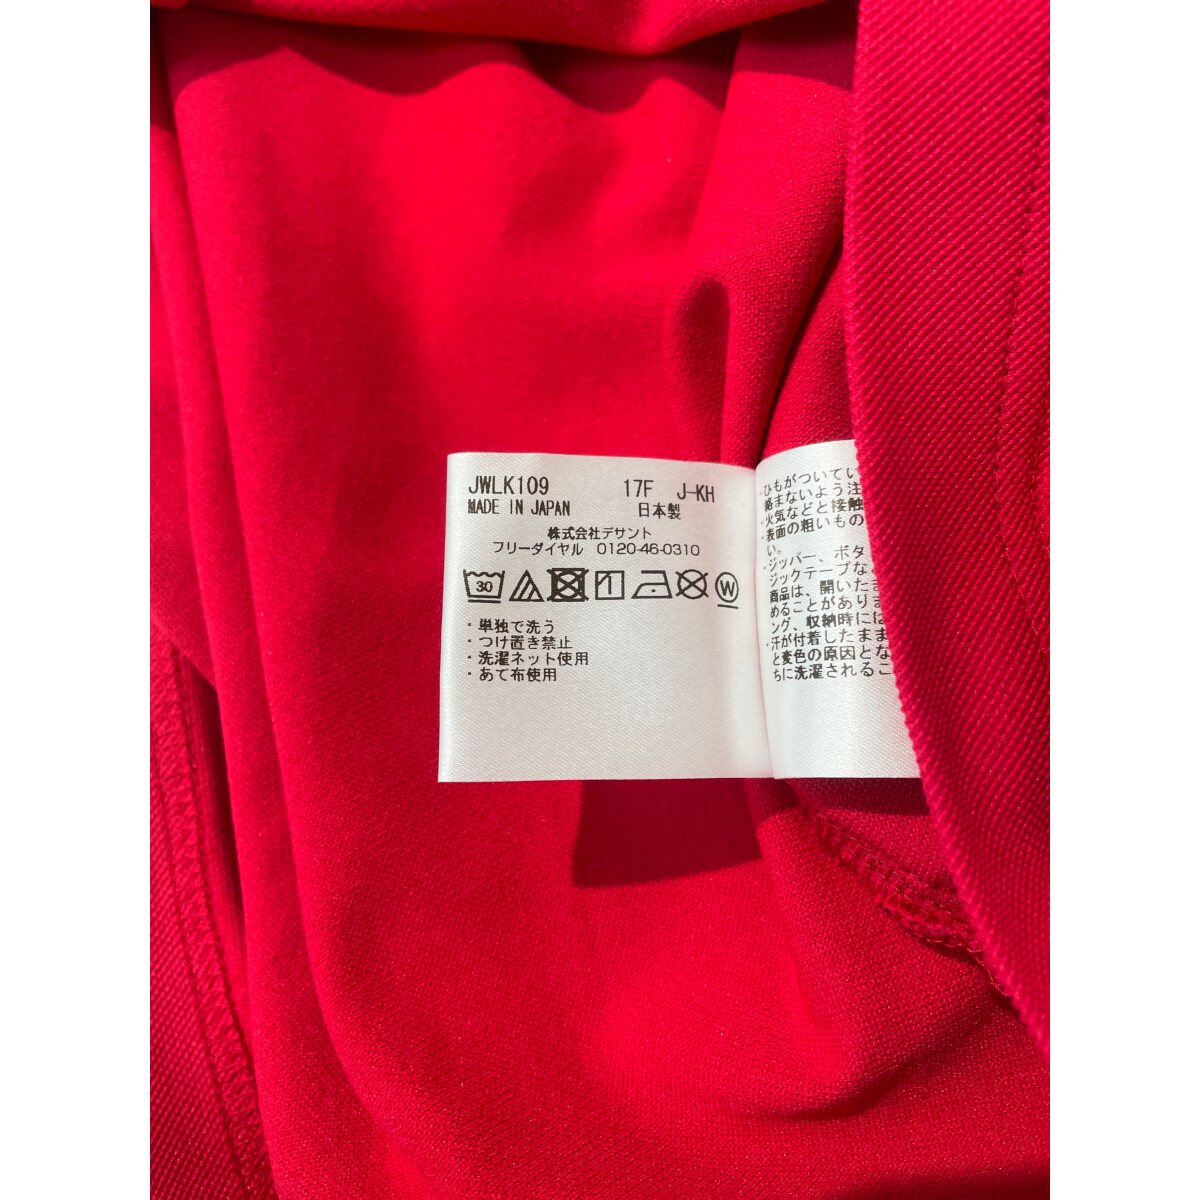 JWLK109 17F J-KH
MADE IN JAPAN 日本製
株式会社デサント
フリーダイヤル 0120-46-0310
30 W
・単独で洗う
・つけ置き禁止
・洗濯ネット使用
・あて布使用
・ひもがついてい
絡まないよう注
・火気などと接触
・表面の粗いもの
い。
・ジッパー、ボタ
ジックテープなと
商品は、開いたま
めることがありま
ング、収納時には
・汗が付着したまま
と変色の原因とな
ちに洗濯されるこ